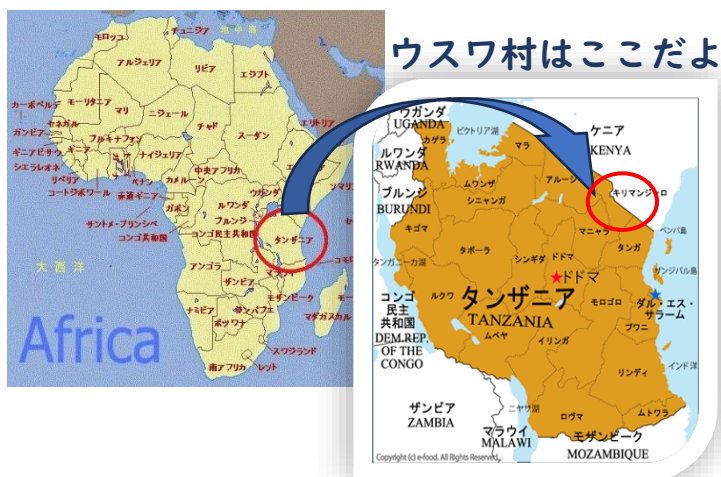 ウスワ村はここだよ
モロッコ
チュニジア
地中海
アルジェリア
リビア
エジプト
カーボベルデ
モーリタニア
マリ
ニジェール
チャド
スーダン
エリトリア
セネガル
ガンビア
ブルキナファソ
ギニアビサウ
ギニア
ナイジェリア
シエラレオネ
リベリア
ベナン
カメルーン
中央アフリカ
コートジボワール
赤道ギニア
ガボン
ウガンダ
ルワンダ
ブルンジ
サントメ・プリンシペ
コンゴ共和国
コンゴ民主共和国
タンザニア
大西洋
アンゴラ
ザンビア
モザンビーク
ナミビア
ジンバブエ
ボツワナ
マダガスカル
スワジランド
南アフリカ
レソト
Africa
ウガンダ
UGANDA
ビクトリア湖
ケニア
KENYA
カゲラ
マラ
ルワンダ
RWANDA
ムワンザ
アルーシ
キリマンジャロ
シニャンガ
ブルンジ
BURUNDI
マニャラ
キゴマ
タンガ
ペンバ島
タボーラ
シンギダ
ドドマ
タンガニーカ湖
ザンジバル島
ドドマ
ルクワ
タンザニア
TANZANIA
モロゴロ
ダル・エス・
サラーム
コンゴ
民主
共和国
DEM.REP.
OF THE
CONGO
プワニ
ムベヤ
イリンガ
インド洋
リンディ
ザンビア
ZAMBIA
ニヤサ湖
ロヴマ
ムトワラ
マラウイ
MALAWI
モザンビーク
MOZAMBIQUE
Copyright (c) e-food. All Rights Reserved.